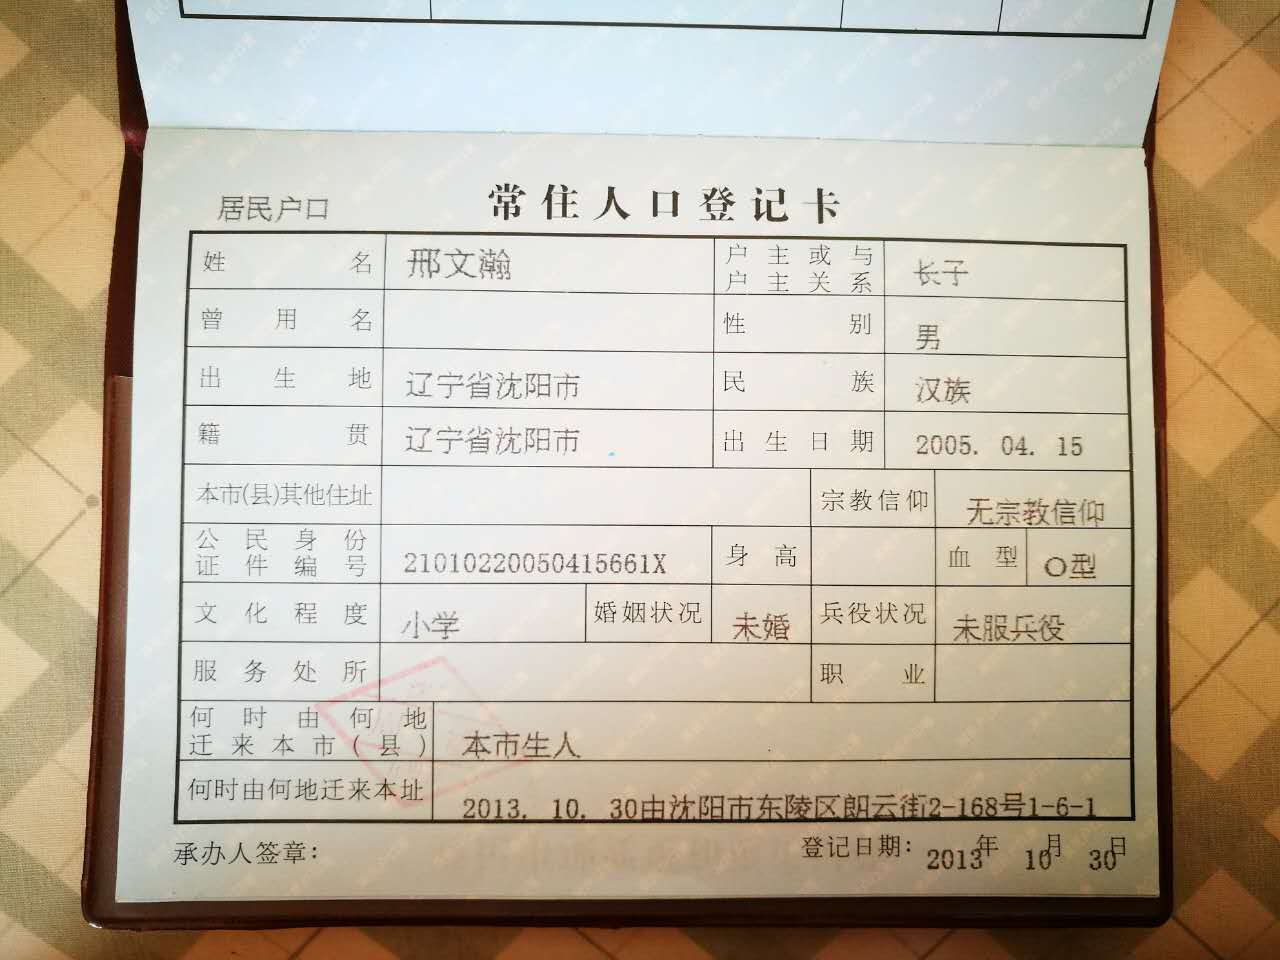 居民户口
常住人口登记卡
姓名 邢文瀚 户主或与户主关系 长子
曾用名 性别 男
出生地 辽宁省沈阳市 民族 汉族
籍贯 辽宁省沈阳市 出生日期 2005. 04. 15
本市(县)其他住址 宗教信仰 无宗教信仰
公民身份证件编号 21010220050415661X 身高 血型 O型
文化程度 小学 婚姻状况 未婚 兵役状况 未服兵役
服务处所 职业
何时由何地迁来本市(县) 本市生人
何时由何地迁来本址 2013. 10. 30由沈阳市东陵区朗云街2-168号1-6-1
承办人签章： 登记日期： 2013年 10月 30日